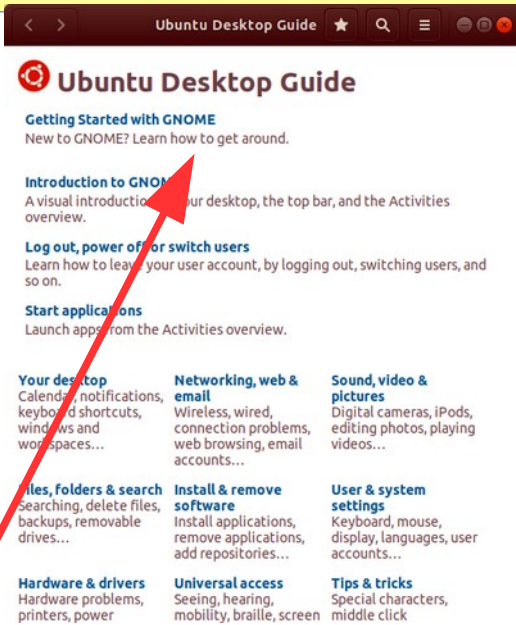 Ubuntu Desktop Guide
Ubuntu Desktop Guide
Getting Started with GNOME
New to GNOME? Learn how to get around.
Introduction to GNOM
A visual introduction your desktop, the top bar, and the Activities
overview.
Log out, power off or switch users
Learn how to leave your user account, by logging out, switching users, and
so on.
Start applications
Launch apps from the Activities overview.
Your desktop
Calendar, notifications,
keyboard shortcuts,
windows and
workspaces...
Networking, web &
email
Wireless, wired,
connection problems,
web browsing, email
accounts...
Sound, video &
pictures
Digital cameras, iPods,
editing photos, playing
videos...
Files, folders & search
Searching, delete files,
backups, removable
drives...
Install & remove
software
Install applications,
remove applications,
add repositories...
User & system
settings
Keyboard, mouse,
display, languages, user
accounts...
Hardware & drivers
Hardware problems,
printers, power
Universal access
Seeing, hearing,
mobility, braille, screen
Tips & tricks
Special characters,
middle click